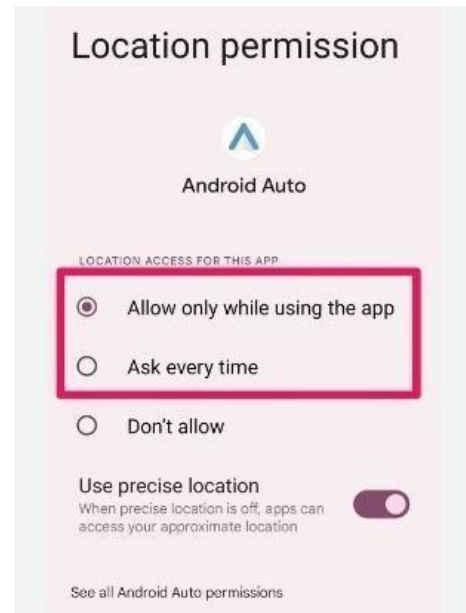 Location permission
Android Auto
LOCATION ACCESS FOR THIS APP
Allow only while using the app
Ask every time
Don't allow
Use precise location
When precise location is off, apps can
access your approximate location
See all Android Auto permissions